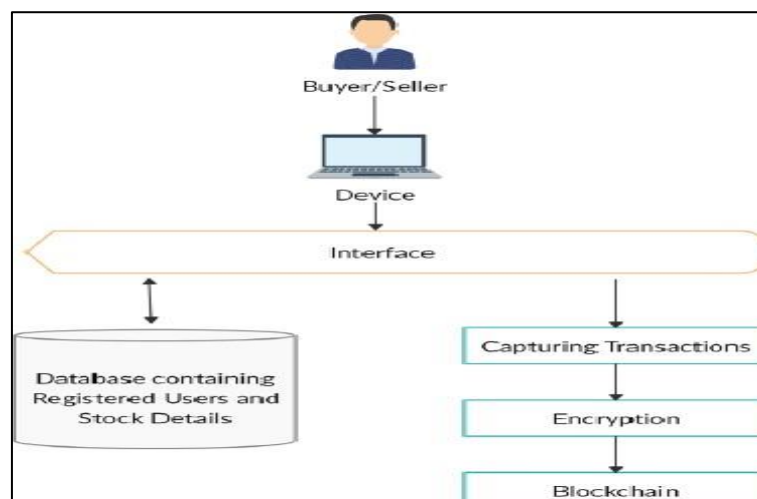 Buyer/Seller
Device
Interface
Database containing
Registered Users and
Stock Details
Capturing Transactions
Encryption
Blockchain